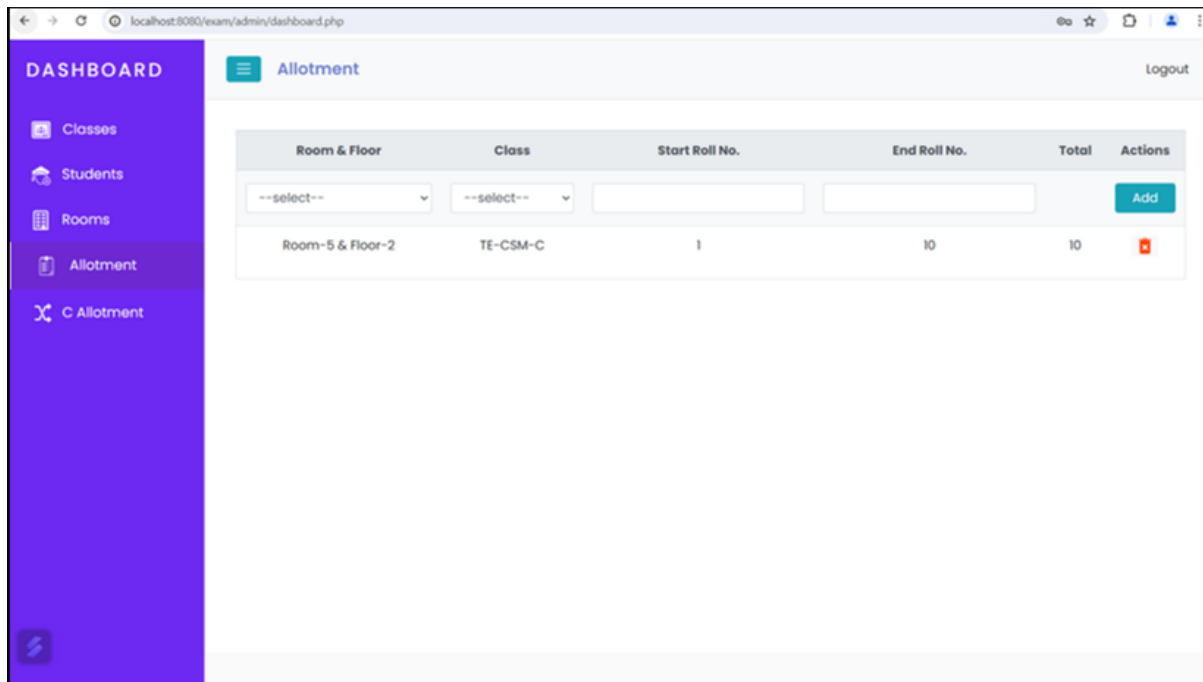 localhost:8080/exam/admin/dashboard.php
DASHBOARD
Allotment
Logout
Classes
Students
Rooms
Allotment
C Allotment
Room & Floor Class Start Roll No. End Roll No. Total Actions
--select-- --select-- Add
Room-5 & Floor-2 TE-CSM-C 1 10 10